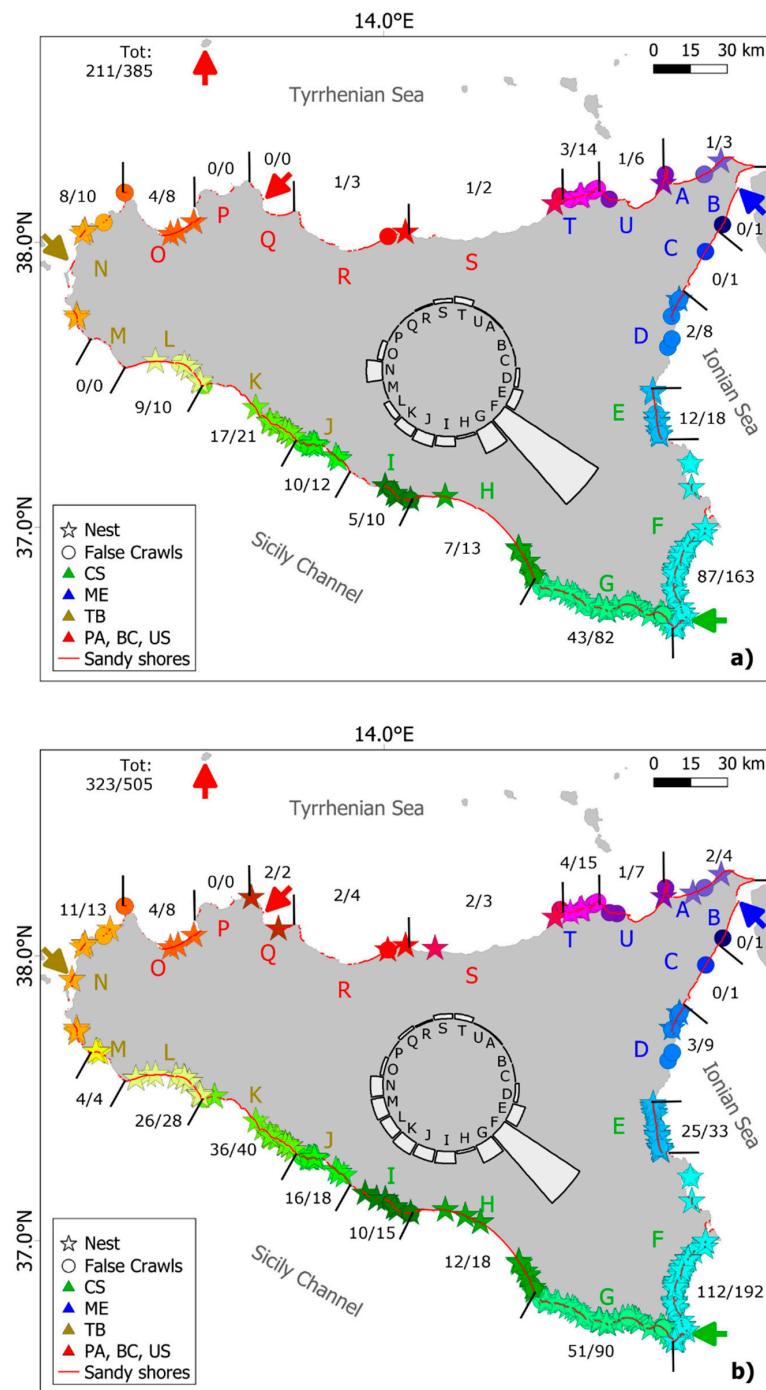 14.0°E
Tot:
211/385
0 15 30 km
Tyrrhenian Sea
0/0
0/0
3/14
1/6
1/3
8/10
4/8
P
1/3
1/2
A
B
0/1
38.0°N
N
O
Q
R
S
T
U
C
0/1
M
L
D
2/8
0/0
9/10
K
O P Q R S T U A B C D E F G H I J K L M N
Ionian Sea
E
12/18
17/21
J
10/12
I
H
5/10
F
37.0°N
7/13
G
87/163
43/82
Sicily Channel
Nest
False Crawls
CS
ME
TB
PA, BC, US
Sandy shores
a)
14.0°E
Tot:
323/505
0 15 30 km
Tyrrhenian Sea
0/0
2/2
4/15
1/7
2/4
11/13
4/8
P
2/4
2/3
A
B
0/1
38.0°N
N
O
Q
R
S
T
U
C
0/1
M
L
D
3/9
4/4
26/28
K
O P Q R S T U A B C D E F G H I J K L M N
Ionian Sea
E
25/33
36/40
J
16/18
I
H
10/15
F
37.0°N
12/18
G
112/192
51/90
Sicily Channel
Nest
False Crawls
CS
ME
TB
PA, BC, US
Sandy shores
b)